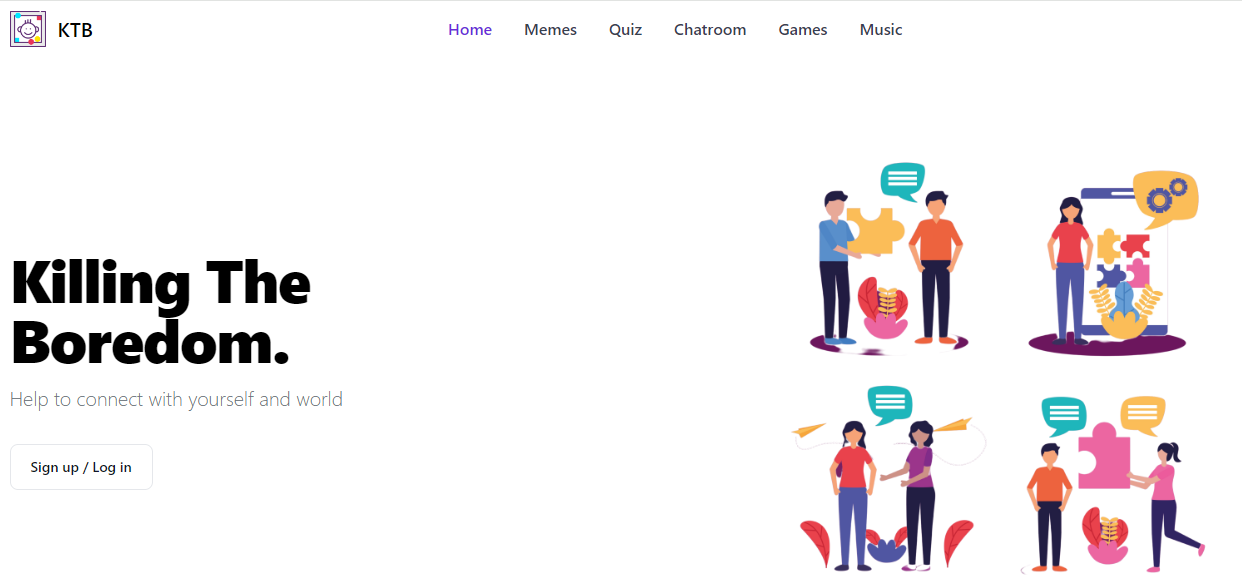 KTB
Home Memes Quiz Chatroom Games Music
Killing The
Boredom.
Help to connect with yourself and world
Sign up / Log in